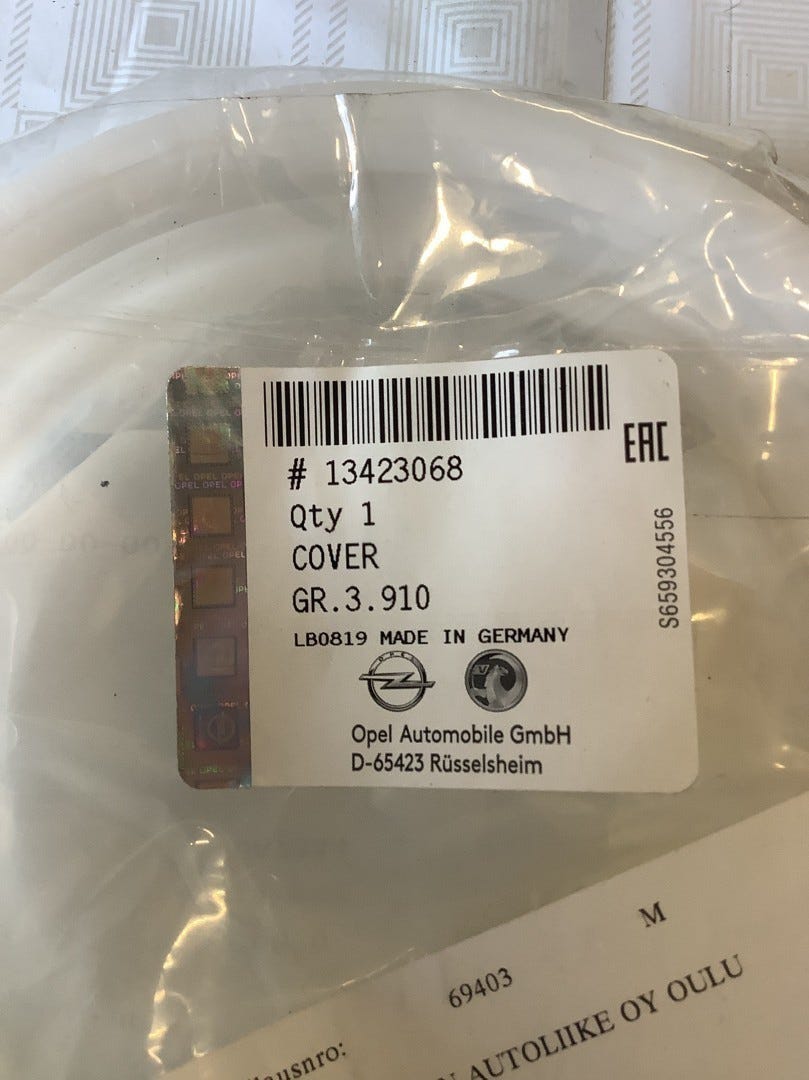 # 13423068
EAC
Qty 1
COVER
GR.3.910
LB0819 MADE IN GERMANY
S659304556
OPEL
Opel Automobile GmbH
D-65423 Rüsselsheim
M
69403
AUTOLIIKE OY OULU